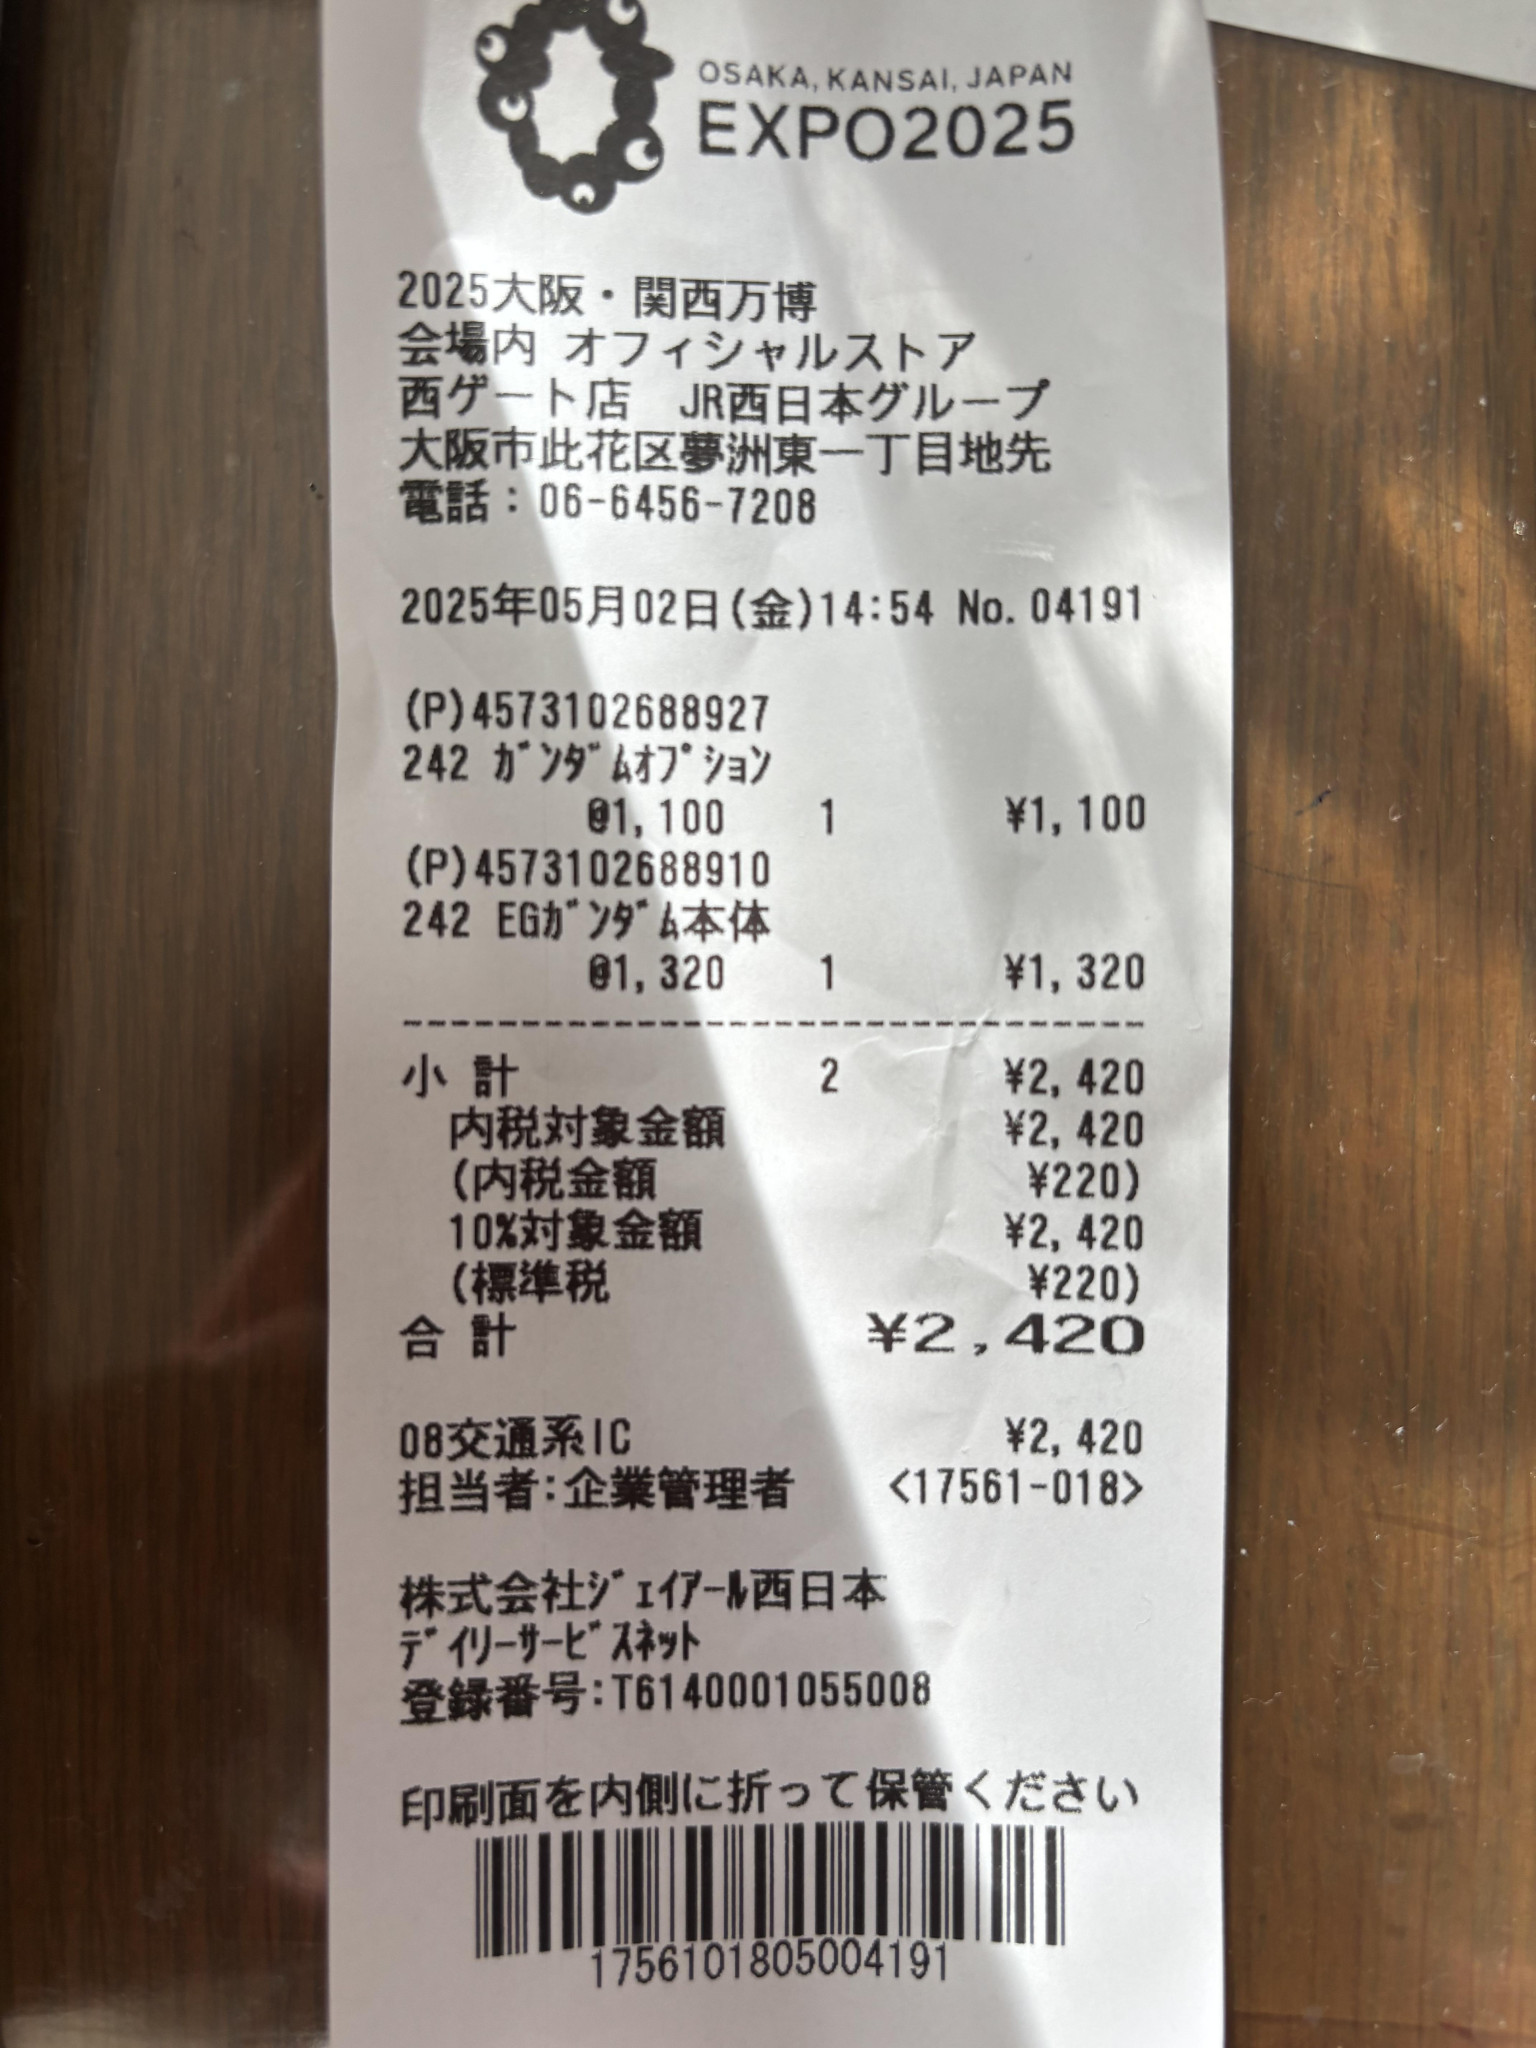 OSAKA, KANSAI, JAPAN
EXPO2025
2025大阪・関西万博
会場内 オフィシャルストア
西ゲート店　JR西日本グループ
大阪市此花区夢洲東一丁目地先
電話：06-6456-7208
2025年05月02日(金)14:54 No.04191
(P)4573102688927
242 ｶﾞﾝﾀﾞﾑｵﾌﾟｼｮﾝ
@1,100 1 ¥1,100
(P)4573102688910
242 EGｶﾞﾝﾀﾞﾑ本体
@1,320 1 ¥1,320
小 計 2 ¥2,420
内税対象金額 ¥2,420
(内税金額 ¥220)
10%対象金額 ¥2,420
(標準税 ¥220)
合 計 ¥2,420
08交通系IC ¥2,420
担当者:企業管理者 <17561-018>
株式会社ｼﾞｪｲｱｰﾙ西日本
ﾃﾞｲﾘｰｻｰﾋﾞｽﾈｯﾄ
登録番号:T6140001055008
印刷面を内側に折って保管ください
1756101805004191